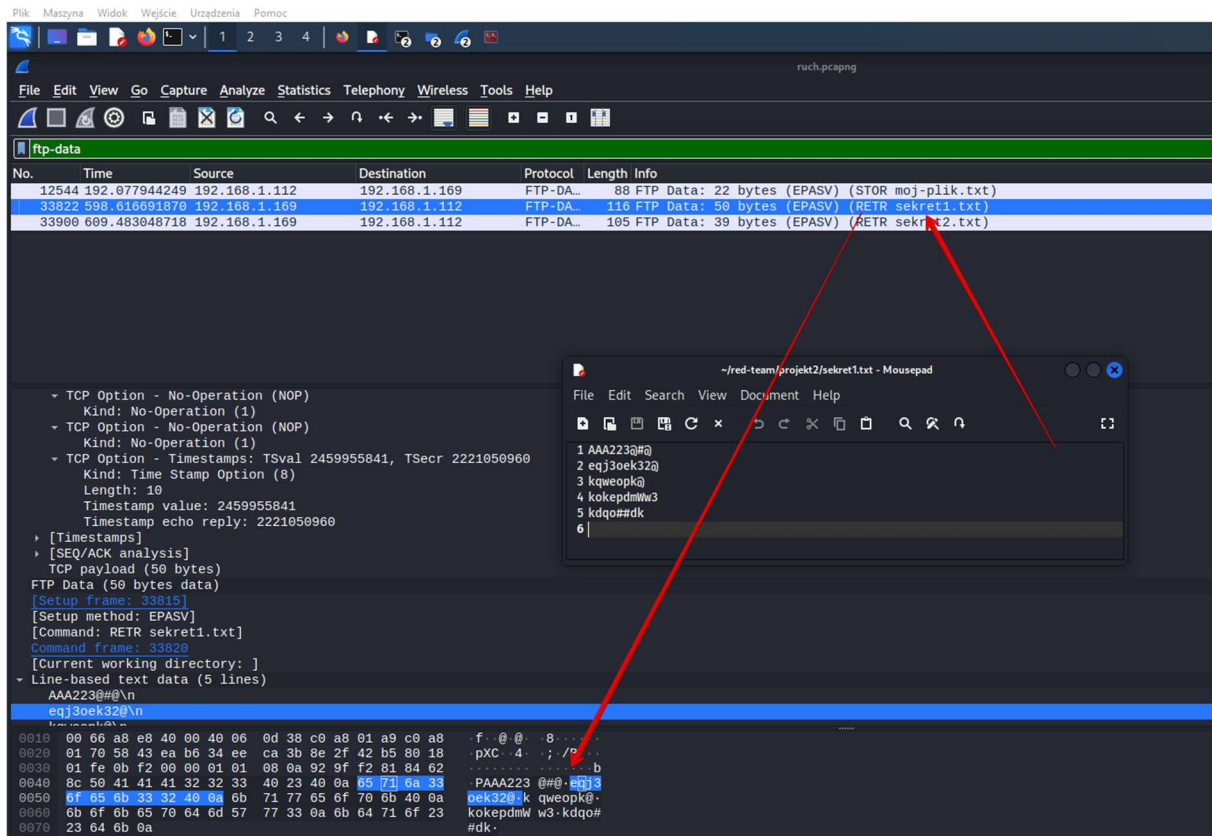 Plik Maszyna Widok Wejście Urządzenia Pomoc
1 2 3 4
ruch.pcapng
File Edit View Go Capture Analyze Statistics Telephony Wireless Tools Help
ftp-data
No. Time Source Destination Protocol Length Info
12544 192.077944249 192.168.1.112 192.168.1.169 FTP-DA… 88 FTP Data: 22 bytes (EPASV) (STOR moj-plik.txt)
33822 598.616691870 192.168.1.169 192.168.1.112 FTP-DA… 116 FTP Data: 50 bytes (EPASV) (RETR sekret1.txt)
33900 609.483048718 192.168.1.169 192.168.1.112 FTP-DA… 105 FTP Data: 39 bytes (EPASV) (RETR sekret2.txt)
~/red-team/projekt2/sekret1.txt - Mousepad
File Edit Search View Document Help
1 AAA223@#@
2 eqj3oek32@
3 kqweopk@
4 kokepdmWw3
5 kdqo##dk
6
TCP Option - No-Operation (NOP)
Kind: No-Operation (1)
TCP Option - No-Operation (NOP)
Kind: No-Operation (1)
TCP Option - Timestamps: TSval 2459955841, TSecr 2221050960
Kind: Time Stamp Option (8)
Length: 10
Timestamp value: 2459955841
Timestamp echo reply: 2221050960
[Timestamps]
[SEQ/ACK analysis]
TCP payload (50 bytes)
FTP Data (50 bytes data)
[Setup frame: 33815]
[Setup method: EPASV]
[Command: RETR sekret1.txt]
Command frame: 33820
[Current working directory: ]
Line-based text data (5 lines)
AAA223@#@\n
eqj3oek32@\n
kqweopk@\n
0010 00 66 a8 e8 40 00 40 06 0d 38 c0 a8 01 a9 c0 a8 ·f··@·@· ·8······
0020 01 70 58 43 ea b6 34 ee ca 3b 8e 2f 42 b5 80 18 ·pXC··4· ·;·/B···
0030 01 fe 0b f2 00 00 01 01 08 0a 92 9f f2 81 84 62 ········ ·······b
0040 8c 50 41 41 41 32 32 33 40 23 40 0a 65 71 6a 33 ·PAAA223 @#@·eqj3
0050 6f 65 6b 33 32 40 0a 6b 71 77 65 6f 70 6b 40 0a oek32@·k qweopk@·
0060 6b 6f 6b 65 70 64 6d 57 77 33 0a 6b 64 71 6f 23 kokepdmW w3·kdqo#
0070 23 64 6b 0a #dk·